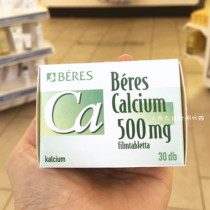 BÉRES
Ca
kalcium
Béres
Calcium
500 mg
filmtabletta
30 db